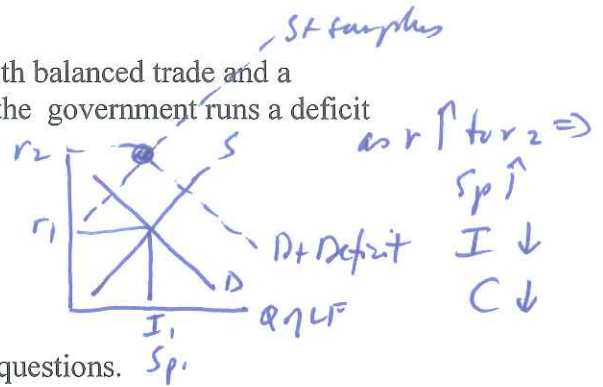 S+ Surplus
th balanced trade and a
the government runs a deficit
as r ↑ to r2 =>
r2
S
Sp ↑
r1
D+Deficit
I ↓
D
C ↓
I1
Q of LF
questions.
Sp1